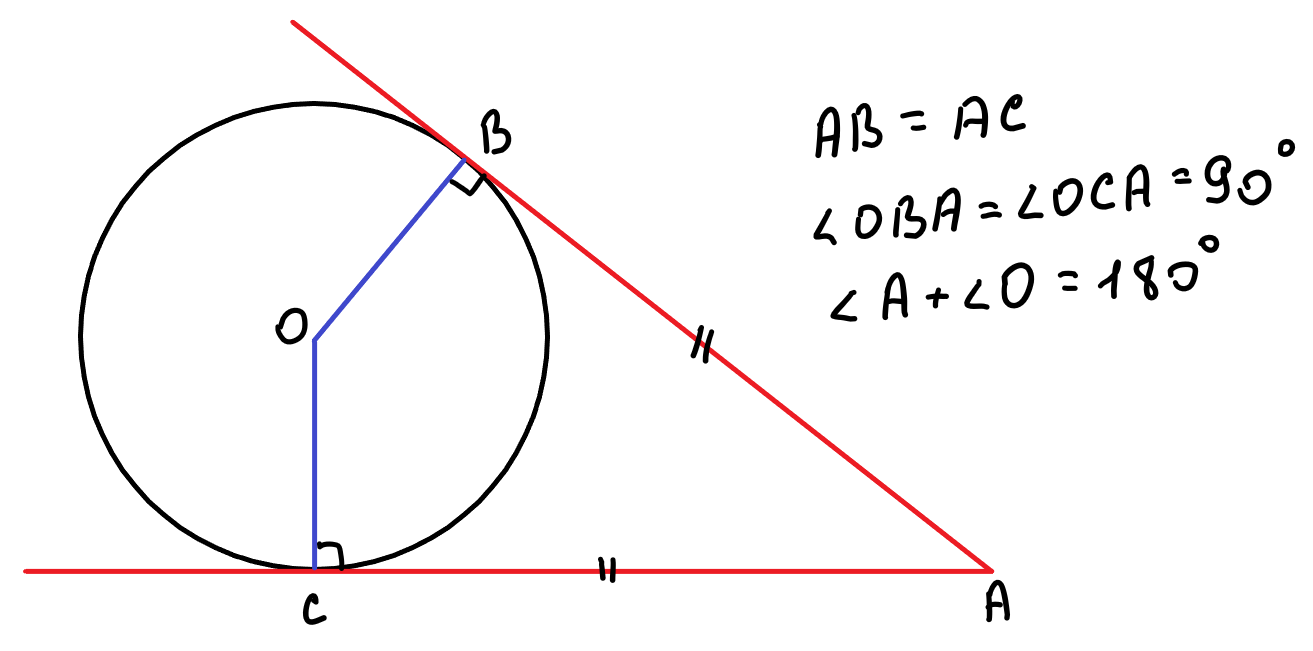 B
AB = AC
∠OBA = ∠OCA = 90°
∠A + ∠O = 180°
O
C
A